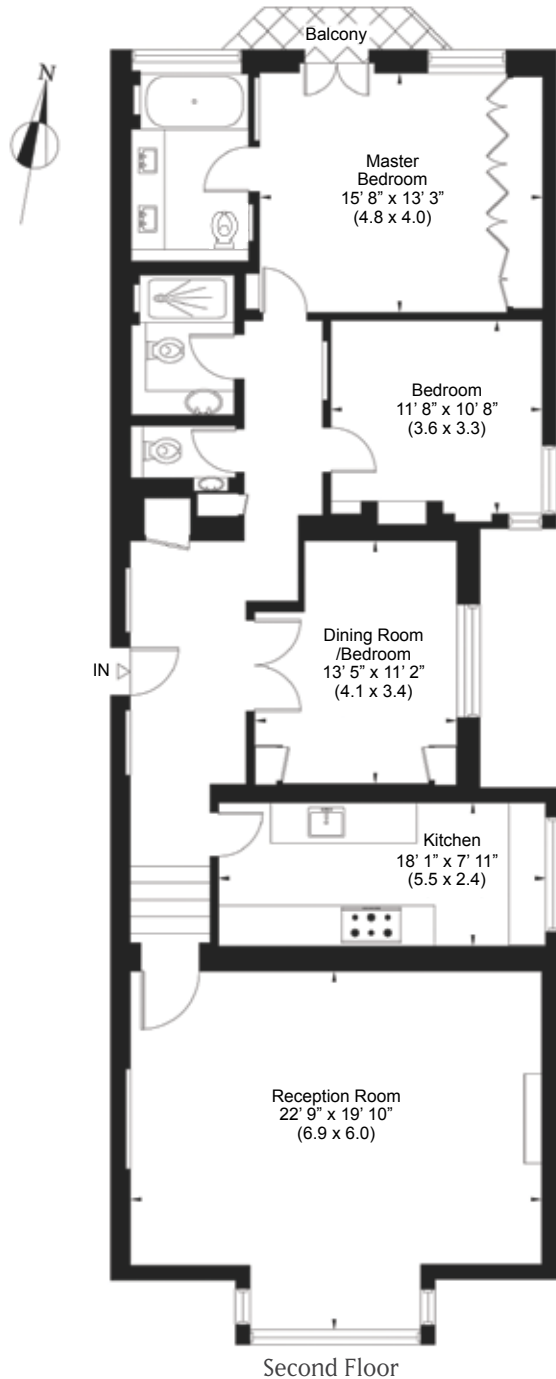 Balcony
N
Master
Bedroom
15’ 8” x 13’ 3”
(4.8 x 4.0)
Bedroom
11’ 8” x 10’ 8”
(3.6 x 3.3)
Dining Room
/Bedroom
13’ 5” x 11’ 2”
(4.1 x 3.4)
IN
Kitchen
18’ 1” x 7’ 11”
(5.5 x 2.4)
Reception Room
22’ 9” x 19’ 10”
(6.9 x 6.0)
Second Floor